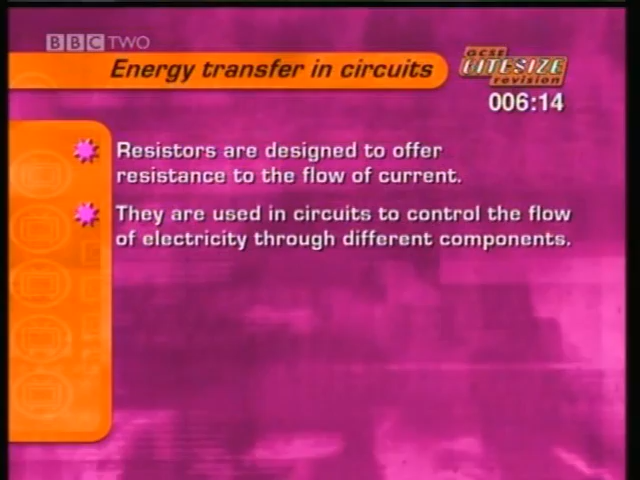 BBC TWO
Energy transfer in circuits
GCSE
BITESIZE
revision
006:14
Resistors are designed to offer
resistance to the flow of current.
They are used in circuits to control the flow
of electricity through different components.